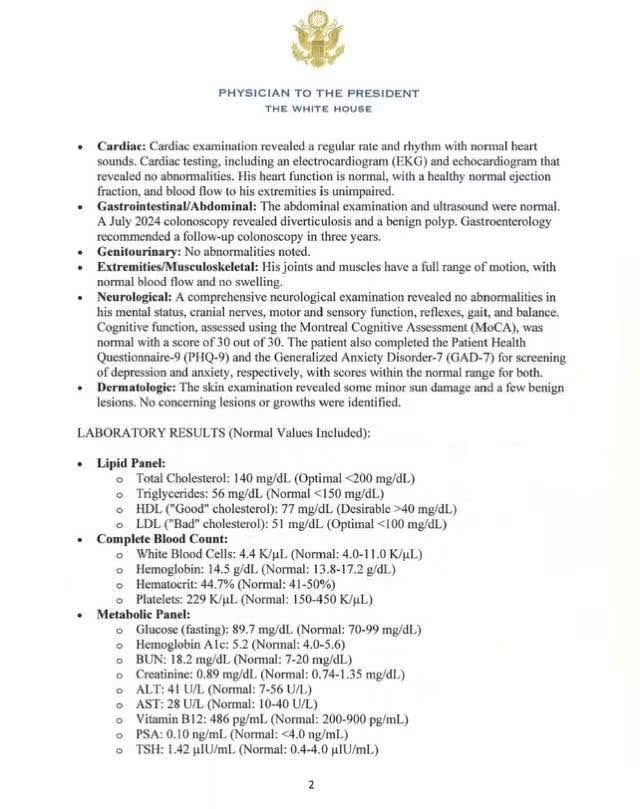 PHYSICIAN TO THE PRESIDENT
THE WHITE HOUSE
• Cardiac: Cardiac examination revealed a regular rate and rhythm with normal heart
sounds. Cardiac testing, including an electrocardiogram (EKG) and echocardiogram that
revealed no abnormalities. His heart function is normal, with a healthy normal ejection
fraction, and blood flow to his extremities is unimpaired.
• Gastrointestinal/Abdominal: The abdominal examination and ultrasound were normal.
A July 2024 colonoscopy revealed diverticulosis and a benign polyp. Gastroenterology
recommended a follow-up colonoscopy in three years.
• Genitourinary: No abnormalities noted.
• Extremities/Musculoskeletal: His joints and muscles have a full range of motion, with
normal blood flow and no swelling.
• Neurological: A comprehensive neurological examination revealed no abnormalities in
his mental status, cranial nerves, motor and sensory function, reflexes, gait, and balance.
Cognitive function, assessed using the Montreal Cognitive Assessment (MoCA), was
normal with a score of 30 out of 30. The patient also completed the Patient Health
Questionnaire-9 (PHQ-9) and the Generalized Anxiety Disorder-7 (GAD-7) for screening
of depression and anxiety, respectively, with scores within the normal range for both.
• Dermatologic: The skin examination revealed some minor sun damage and a few benign
lesions. No concerning lesions or growths were identified.
LABORATORY RESULTS (Normal Values Included):
• Lipid Panel:
o Total Cholesterol: 140 mg/dL (Optimal <200 mg/dL)
o Triglycerides: 56 mg/dL (Normal <150 mg/dL)
o HDL ("Good" cholesterol): 77 mg/dL (Desirable >40 mg/dL)
o LDL ("Bad" cholesterol): 51 mg/dL (Optimal <100 mg/dL)
• Complete Blood Count:
o White Blood Cells: 4.4 K/µL (Normal: 4.0-11.0 K/µL)
o Hemoglobin: 14.5 g/dL (Normal: 13.8-17.2 g/dL)
o Hematocrit: 44.7% (Normal: 41-50%)
o Platelets: 229 K/µL (Normal: 150-450 K/µL)
• Metabolic Panel:
o Glucose (fasting): 89.7 mg/dL (Normal: 70-99 mg/dL)
o Hemoglobin A1c: 5.2 (Normal: 4.0-5.6)
o BUN: 18.2 mg/dL (Normal: 7-20 mg/dL)
o Creatinine: 0.89 mg/dL (Normal: 0.74-1.35 mg/dL)
o ALT: 41 U/L (Normal: 7-56 U/L)
o AST: 28 U/L (Normal: 10-40 U/L)
o Vitamin B12: 486 pg/mL (Normal: 200-900 pg/mL)
o PSA: 0.10 ng/mL (Normal: <4.0 ng/mL)
o TSH: 1.42 µIU/mL (Normal: 0.4-4.0 µIU/mL)
2